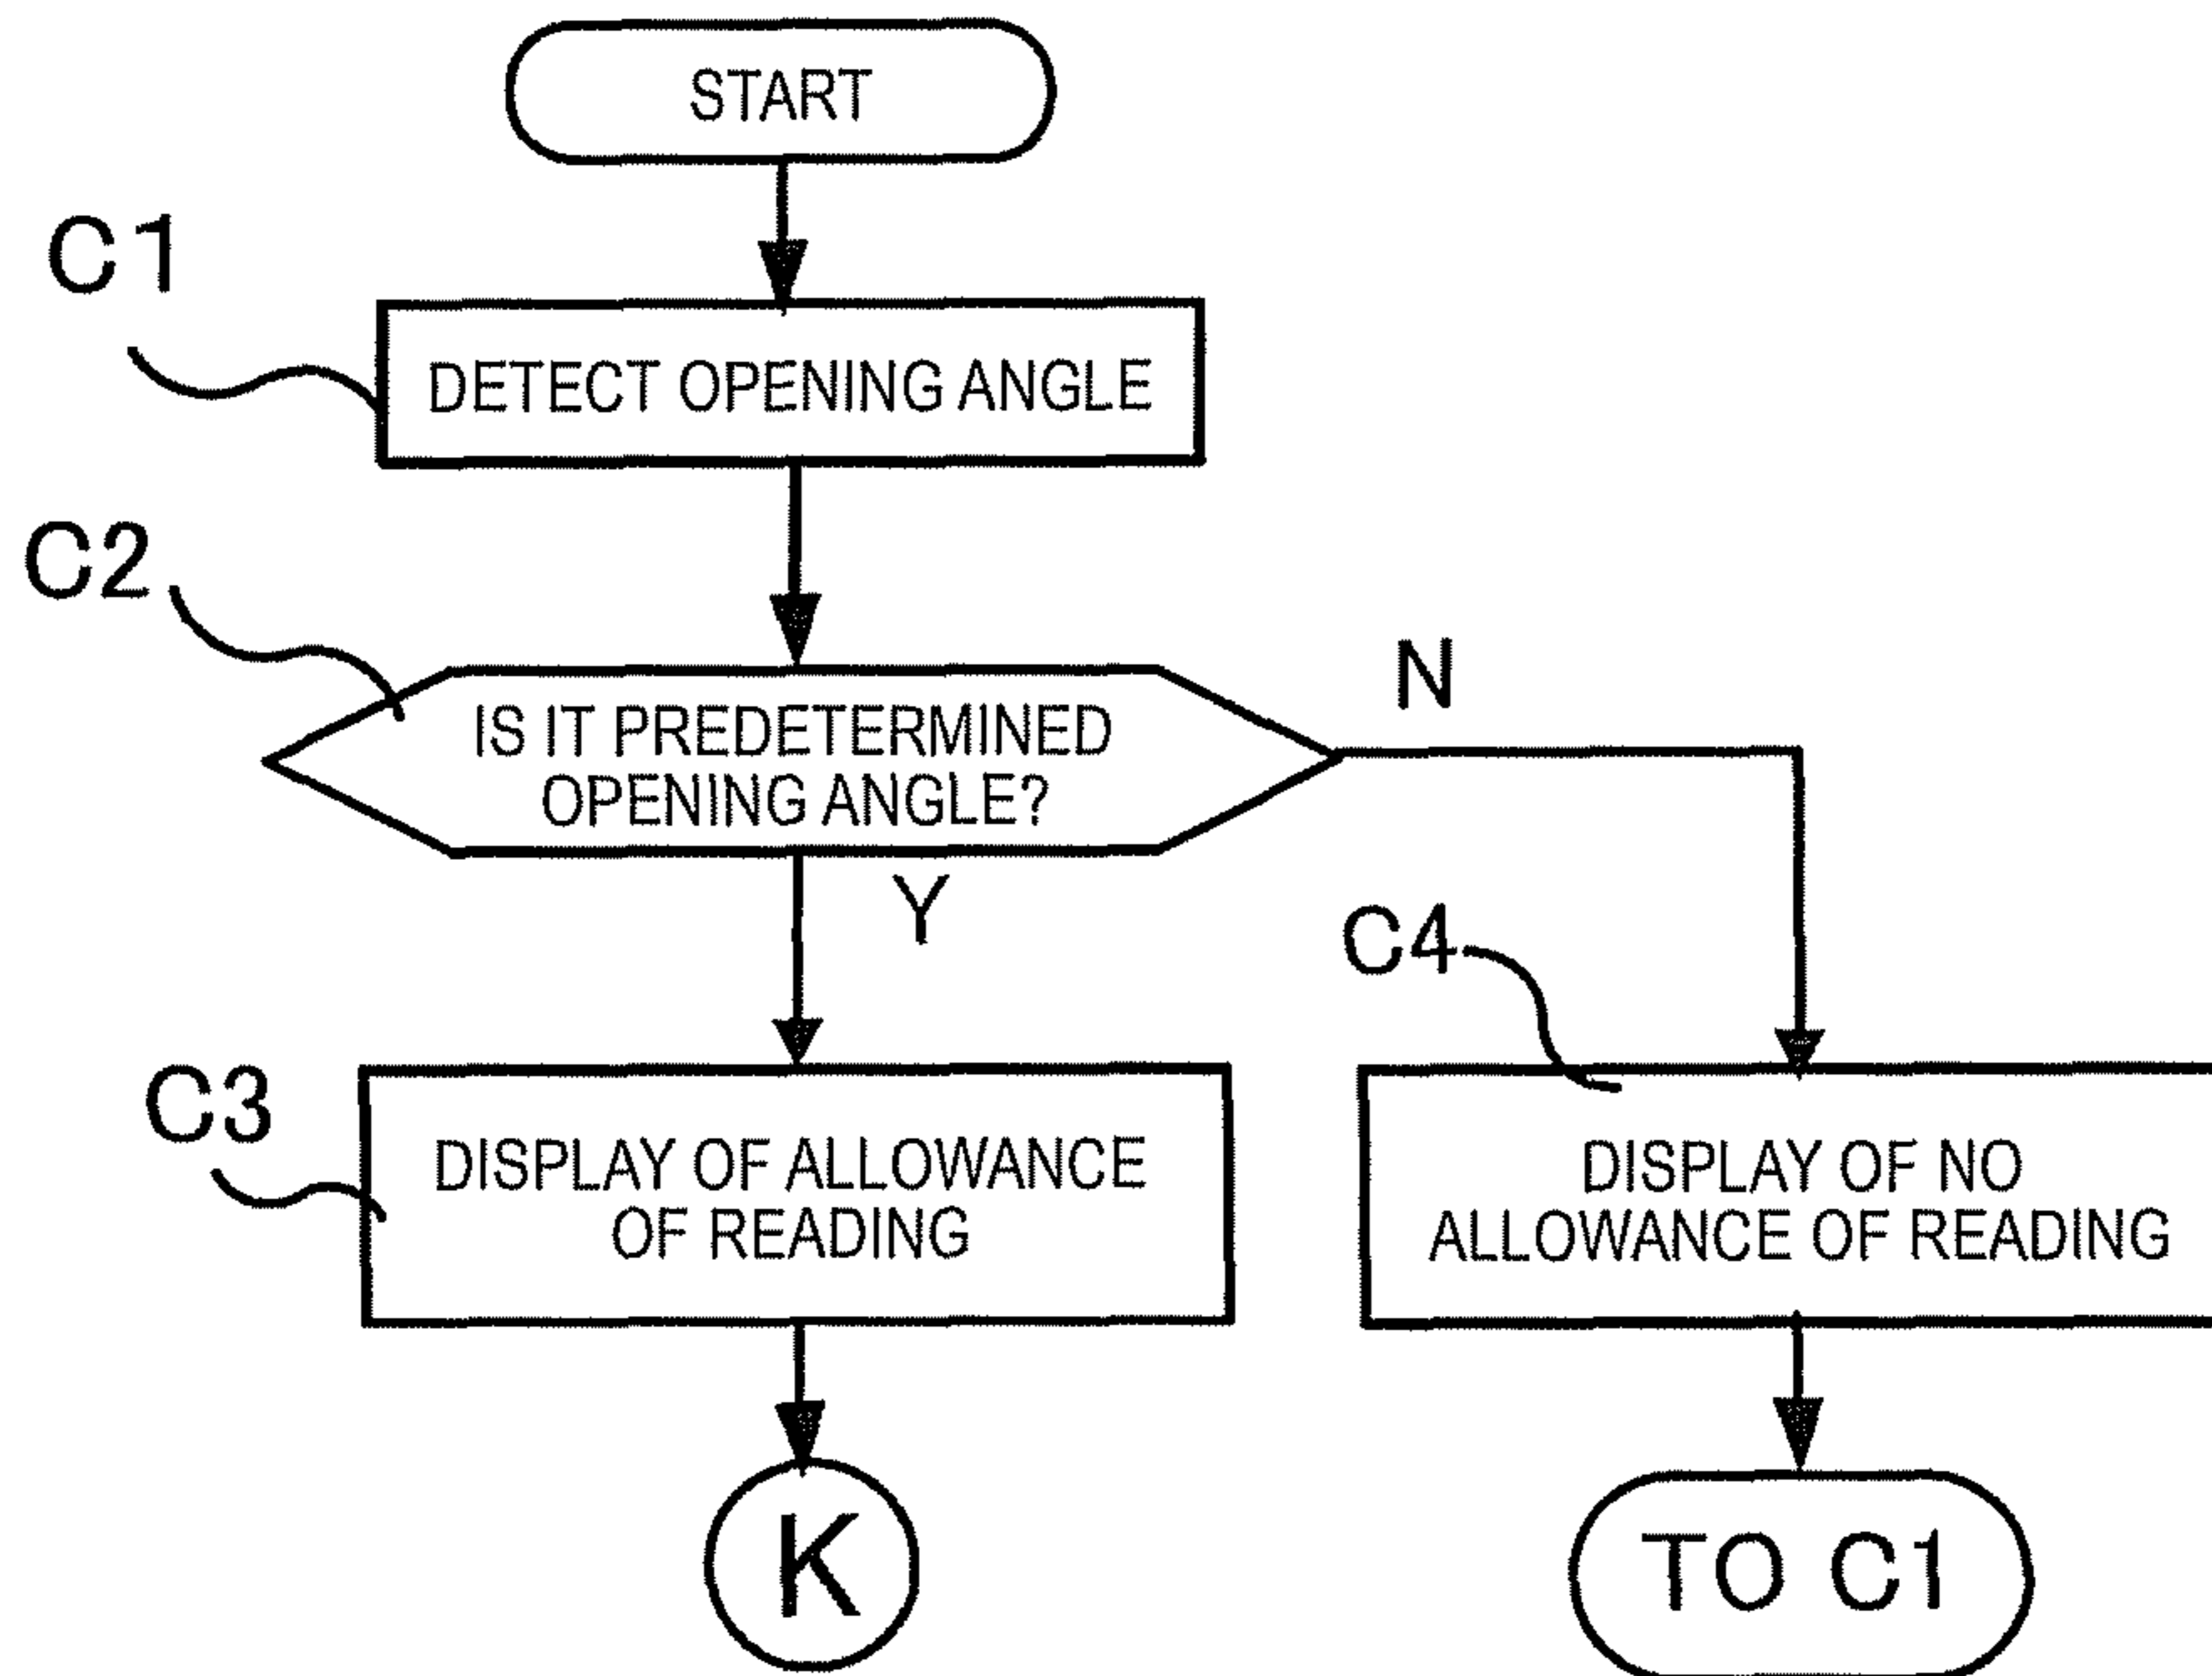 START
C1
DETECT OPENING ANGLE
C2
IS IT PREDETERMINED
OPENING ANGLE?
N
Y
C4
C3
DISPLAY OF ALLOWANCE
OF READING
DISPLAY OF NO
ALLOWANCE OF READING
K
TO C1